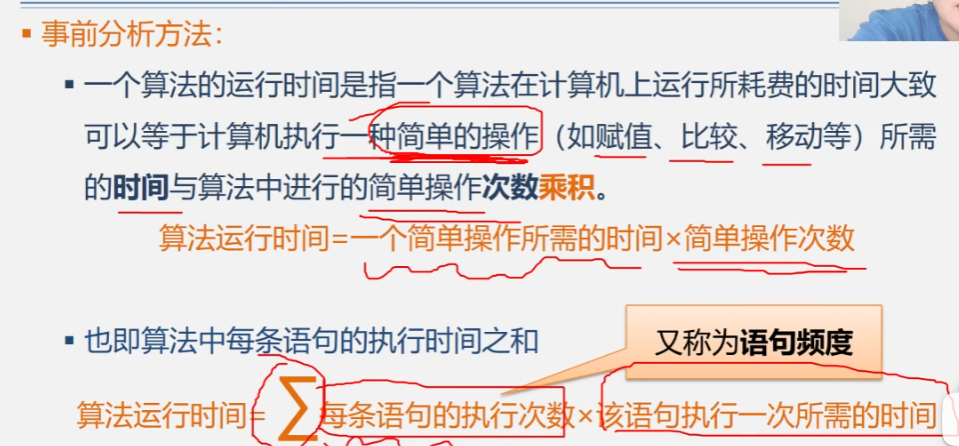 事前分析方法：
一个算法的运行时间是指一个算法在计算机上运行所耗费的时间大致
可以等于计算机执行一种简单的操作（如赋值、比较、移动等）所需
的时间与算法中进行的简单操作次数乘积。
算法运行时间=一个简单操作所需的时间×简单操作次数
也即算法中每条语句的执行时间之和
又称为语句频度
算法运行时间=∑每条语句的执行次数×该语句执行一次所需的时间